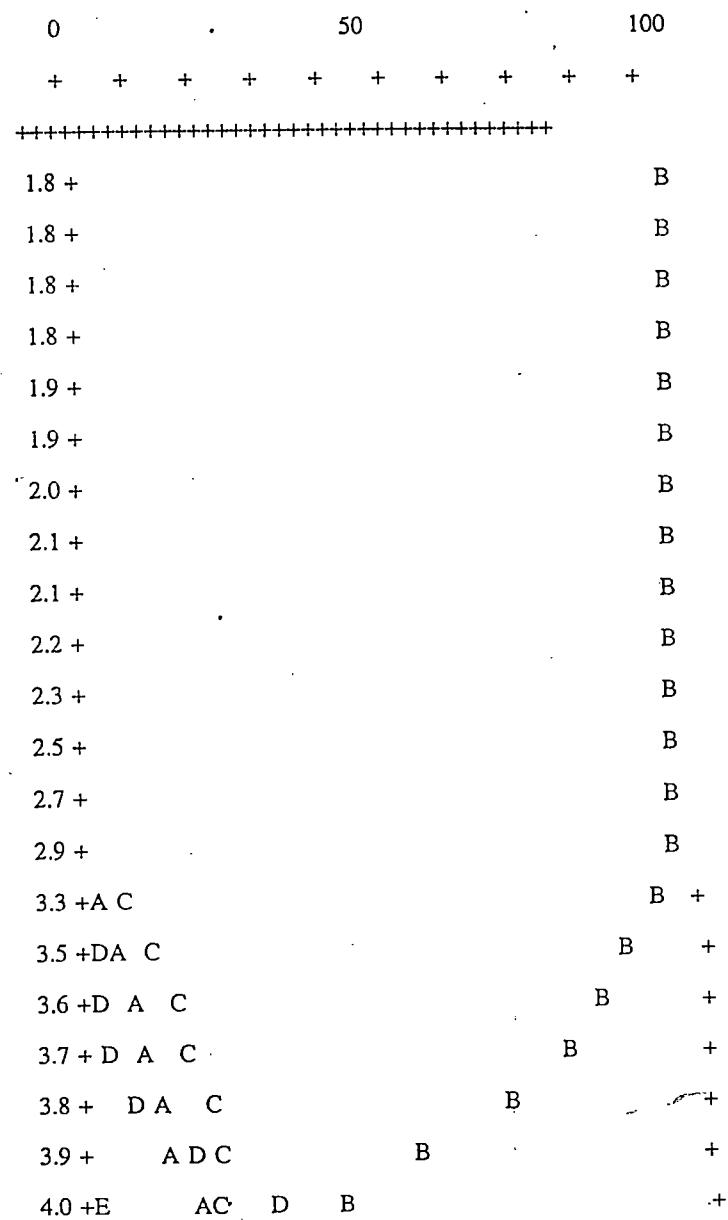 0 50 100
+ + + + + + + + + +
++++++++++++++++++++++++++++++++++++++
1.8 + B
1.8 + B
1.8 + B
1.8 + B
1.9 + B
1.9 + B
2.0 + B
2.1 + B
2.1 + B
2.2 + B
2.3 + B
2.5 + B
2.7 + B
2.9 + B
3.3 +A C B +
3.5 +DA C B +
3.6 +D A C B +
3.7 + D A C B +
3.8 + D A C B +
3.9 + A D C B +
4.0 +E AC D B +